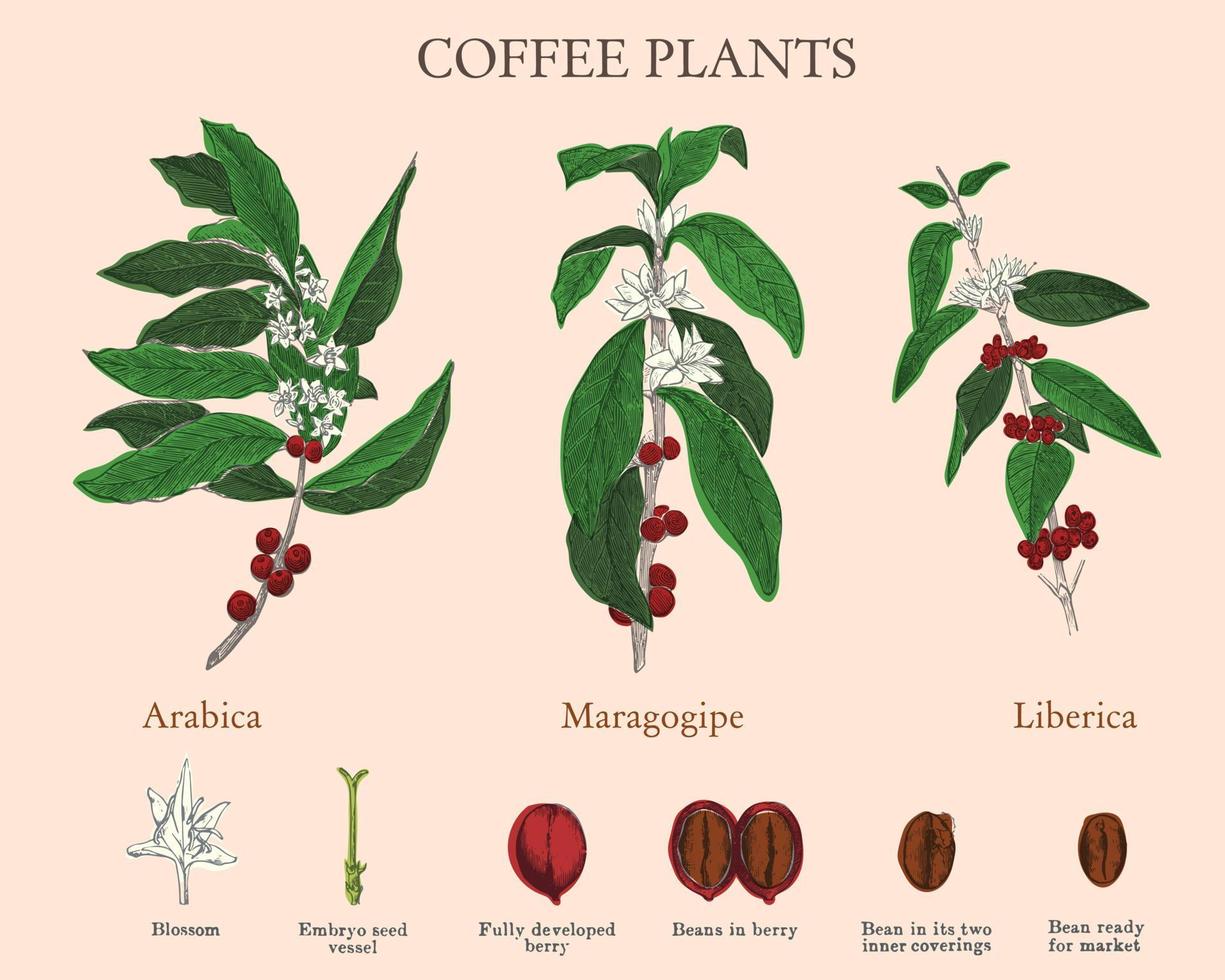 COFFEE PLANTS
Arabica
Maragogipe
Liberica
Blossom
Embryo seed
vessel
Fully developed
berry
Beans in berry
Bean in its two
inner coverings
Bean ready
for market